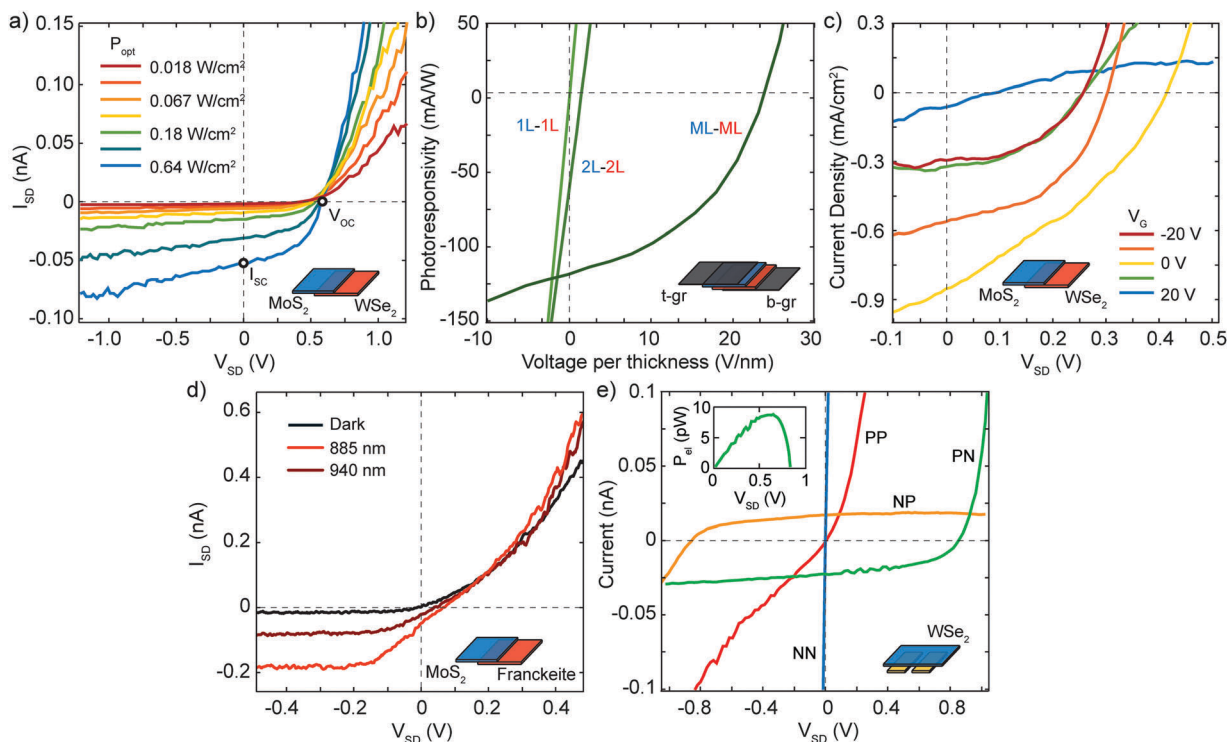 a)
0.15
0.10
0.05
0
-0.05
-0.10
I_SD (nA)
P_opt
0.018 W/cm²
0.067 W/cm²
0.18 W/cm²
0.64 W/cm²
V_OC
I_SC
MoS₂
WSe₂
-1.0
-0.5
0
0.5
1.0
V_SD (V)
b)
50
0
-50
-100
-150
Photoresponsivity (mA/W)
1L-1L
2L-2L
ML-ML
t-gr
b-gr
-10
0
10
20
30
Voltage per thickness (V/nm)
c)
0.3
0
-0.3
-0.6
-0.9
Current Density (mA/cm²)
V_G
-20 V
0 V
20 V
MoS₂
WSe₂
-0.1
0
0.1
0.2
0.3
0.4
0.5
V_SD (V)
d)
0.6
0.4
0.2
0
-0.2
I_SD (nA)
Dark
885 nm
940 nm
MoS₂
Franckeite
-0.4
-0.2
0
0.2
0.4
V_SD (V)
e)
0.1
0.05
0
-0.05
-0.1
Current (nA)
10
5
0
P_el (pW)
0
0.5
1
V_SD (V)
PP
PN
NP
NN
WSe₂
-0.8
-0.4
0
0.4
0.8
V_SD (V)